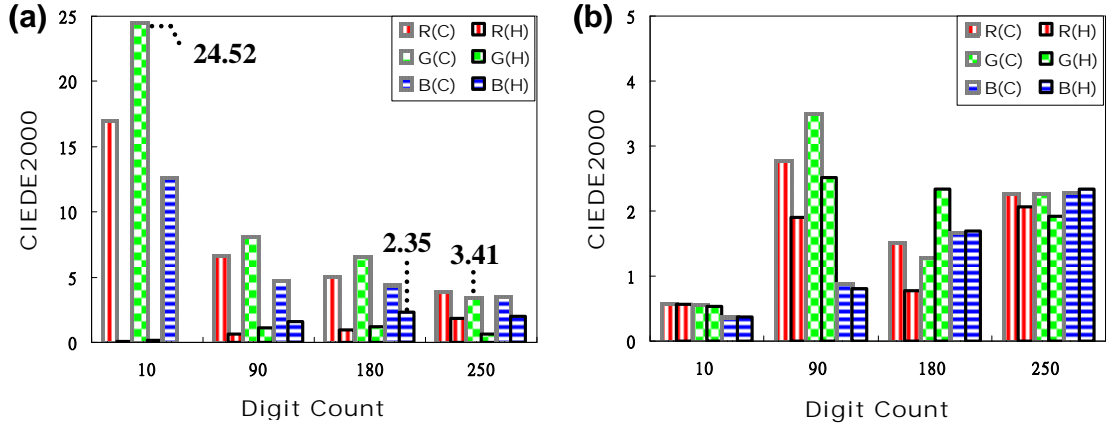 (a)
25
20
15
10
5
0
CIEDE2000
24.52
2.35
3.41
R(C) R(H)
G(C) G(H)
B(C) B(H)
10 90 180 250
Digit Count
(b)
5
4
3
2
1
0
CIEDE2000
R(C) R(H)
G(C) G(H)
B(C) B(H)
10 90 180 250
Digit Count